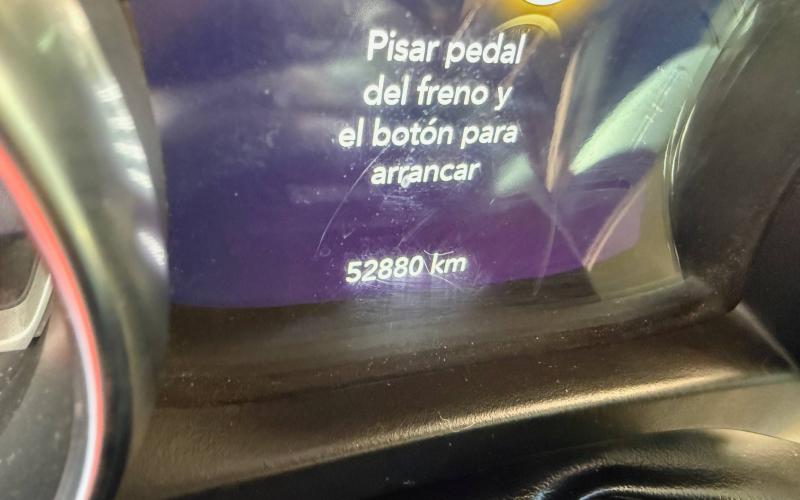 Pisar pedal
del freno y
el botón para
arrancar
52880 km